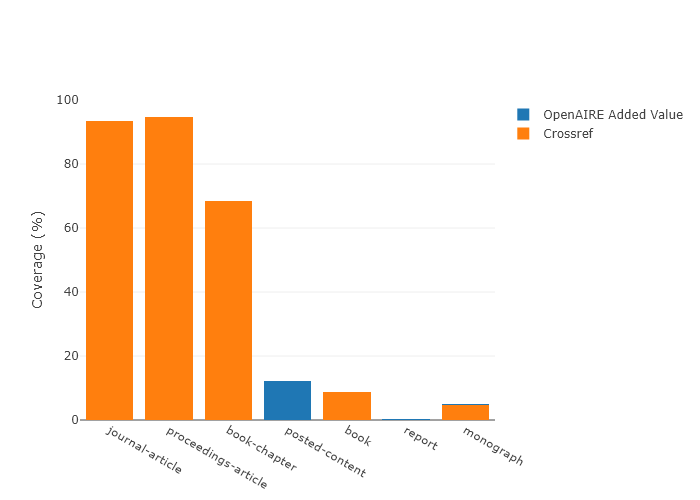 100
80
60
40
20
0
Coverage (%)
OpenAIRE Added Value
Crossref
journal-article
proceedings-article
book-chapter
posted-content
book
report
monograph